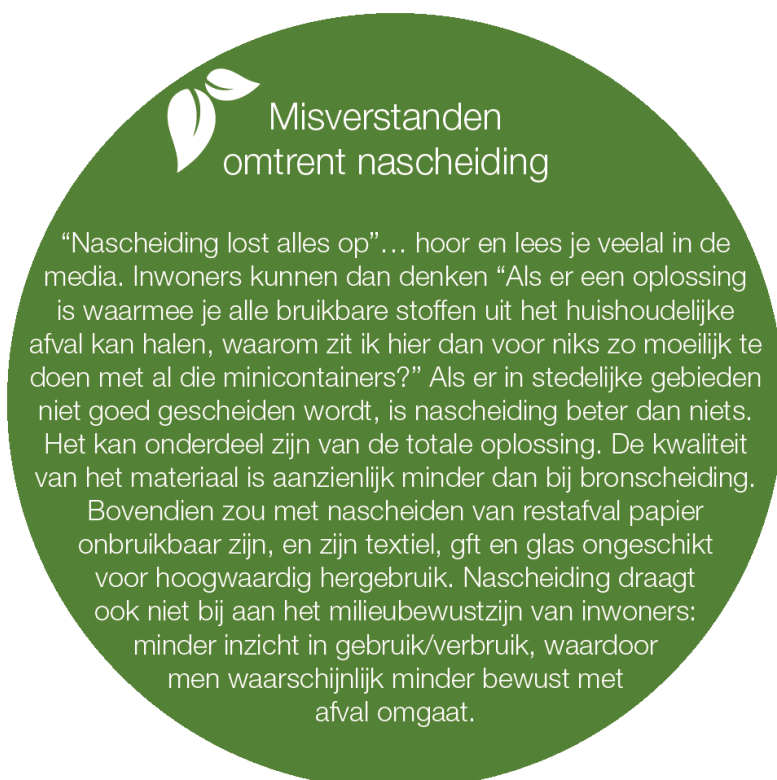 Misverstanden
omtrent nascheiding
“Nascheiding lost alles op”… hoor en lees je veelal in de
media. Inwoners kunnen dan denken “Als er een oplossing
is waarmee je alle bruikbare stoffen uit het huishoudelijke
afval kan halen, waarom zit ik hier dan voor niks zo moeilijk te
doen met al die minicontainers?” Als er in stedelijke gebieden
niet goed gescheiden wordt, is nascheiding beter dan niets.
Het kan onderdeel zijn van de totale oplossing. De kwaliteit
van het materiaal is aanzienlijk minder dan bij bronscheiding.
Bovendien zou met nascheiden van restafval papier
onbruikbaar zijn, en zijn textiel, gft en glas ongeschikt
voor hoogwaardig hergebruik. Nascheiding draagt
ook niet bij aan het milieubewustzijn van inwoners:
minder inzicht in gebruik/verbruik, waardoor
men waarschijnlijk minder bewust met
afval omgaat.